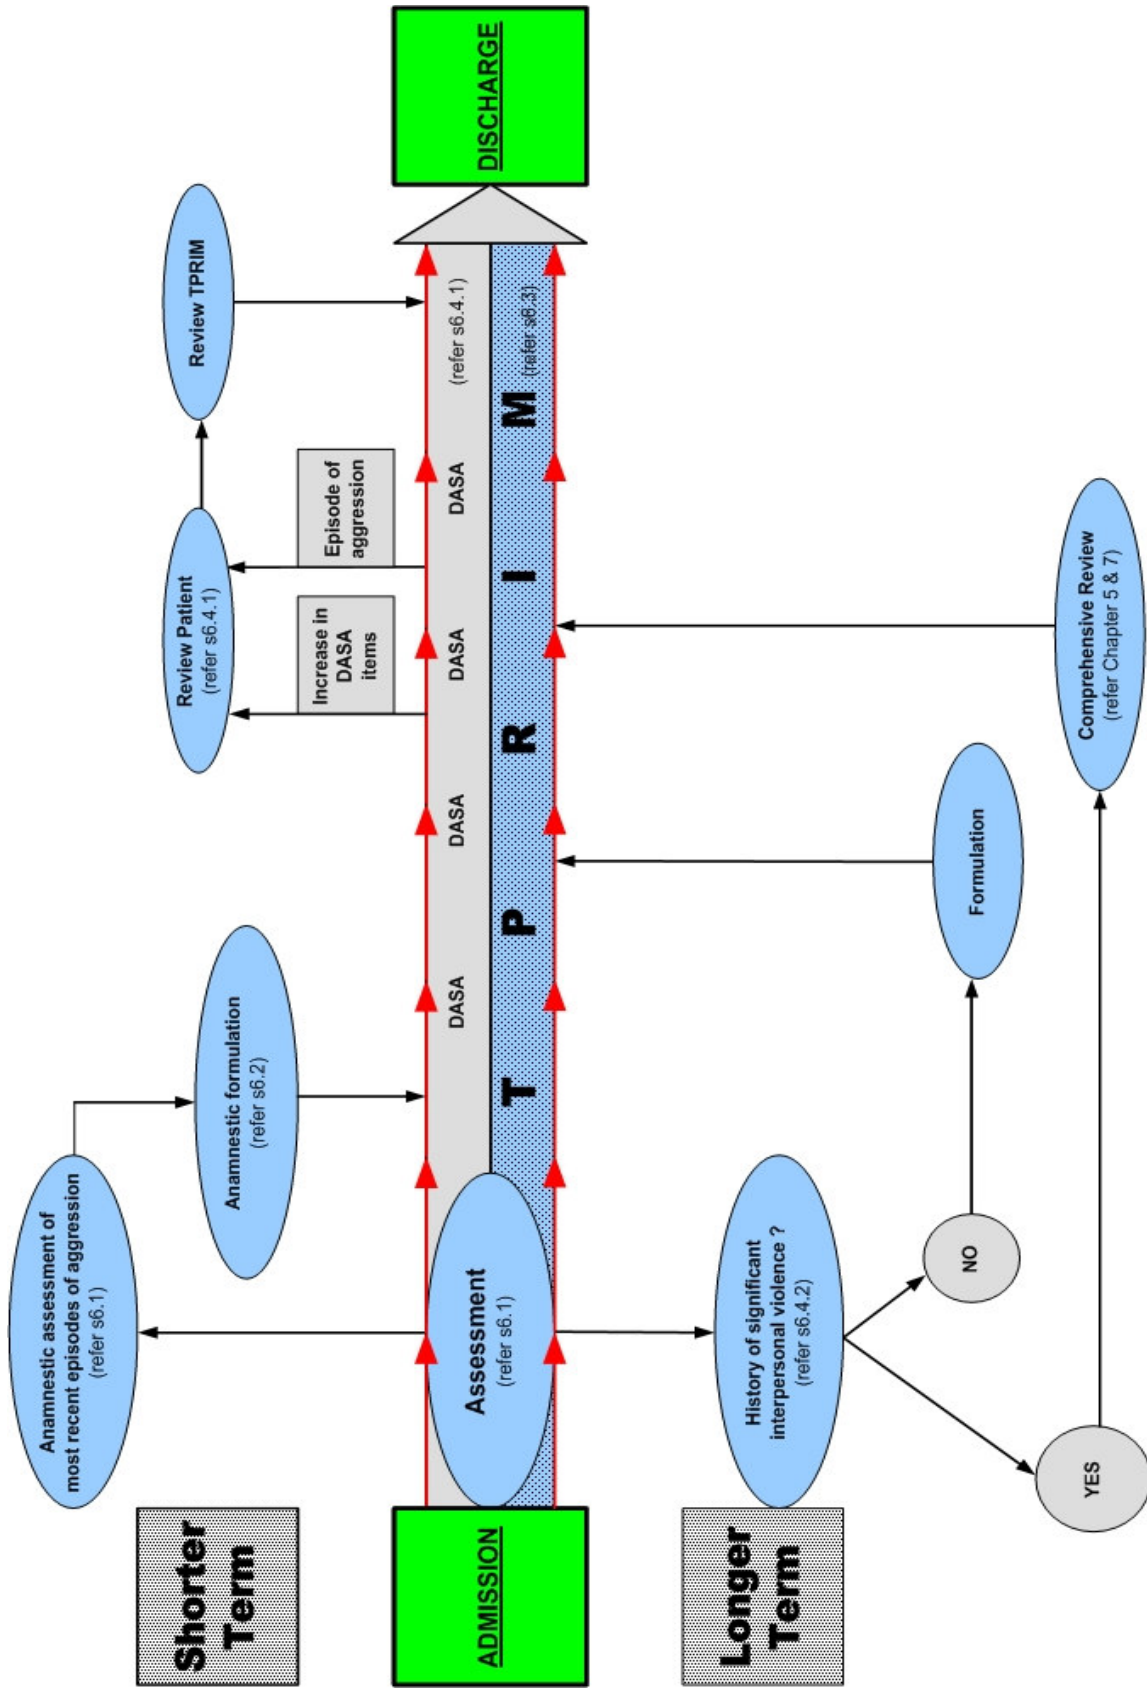 Shorter
Term
Anamnestic assessment of
most recent episodes of aggression
(refer s6.1)
Anamnestic formulation
(refer s6.2)
Review Patient
(refer s6.4.1)
Review TPRIM
Increase in
DASA
items
Episode of
aggression
ADMISSION
Assessment
(refer s6.1)
DASA
DASA
DASA
DASA
(refer s6.4.1)
T P R I M
(refer s6.3)
DISCHARGE
Longer
Term
History of significant
interpersonal violence ?
(refer s6.4.2)
NO
Formulation
YES
Comprehensive Review
(refer Chapter 5 & 7)